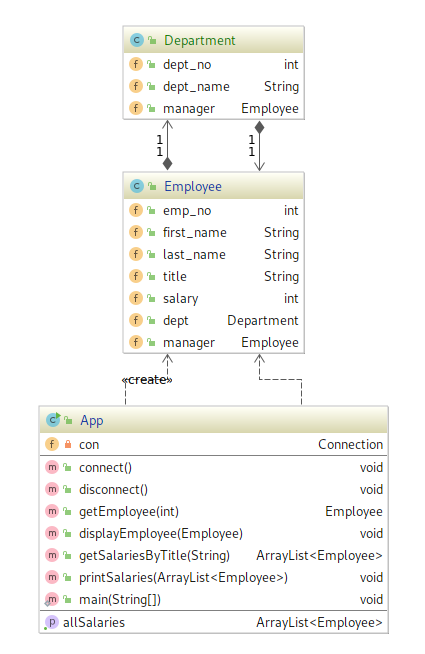 C Department
f dept_no int
f dept_name String
f manager Employee
1 1
1 1
C Employee
f emp_no int
f first_name String
f last_name String
f title String
f salary int
f dept Department
f manager Employee
«create»
C App
f con Connection
m connect() void
m disconnect() void
m getEmployee(int) Employee
m displayEmployee(Employee) void
m getSalariesByTitle(String) ArrayList<Employee>
m printSalaries(ArrayList<Employee>) void
m main(String[]) void
p allSalaries ArrayList<Employee>